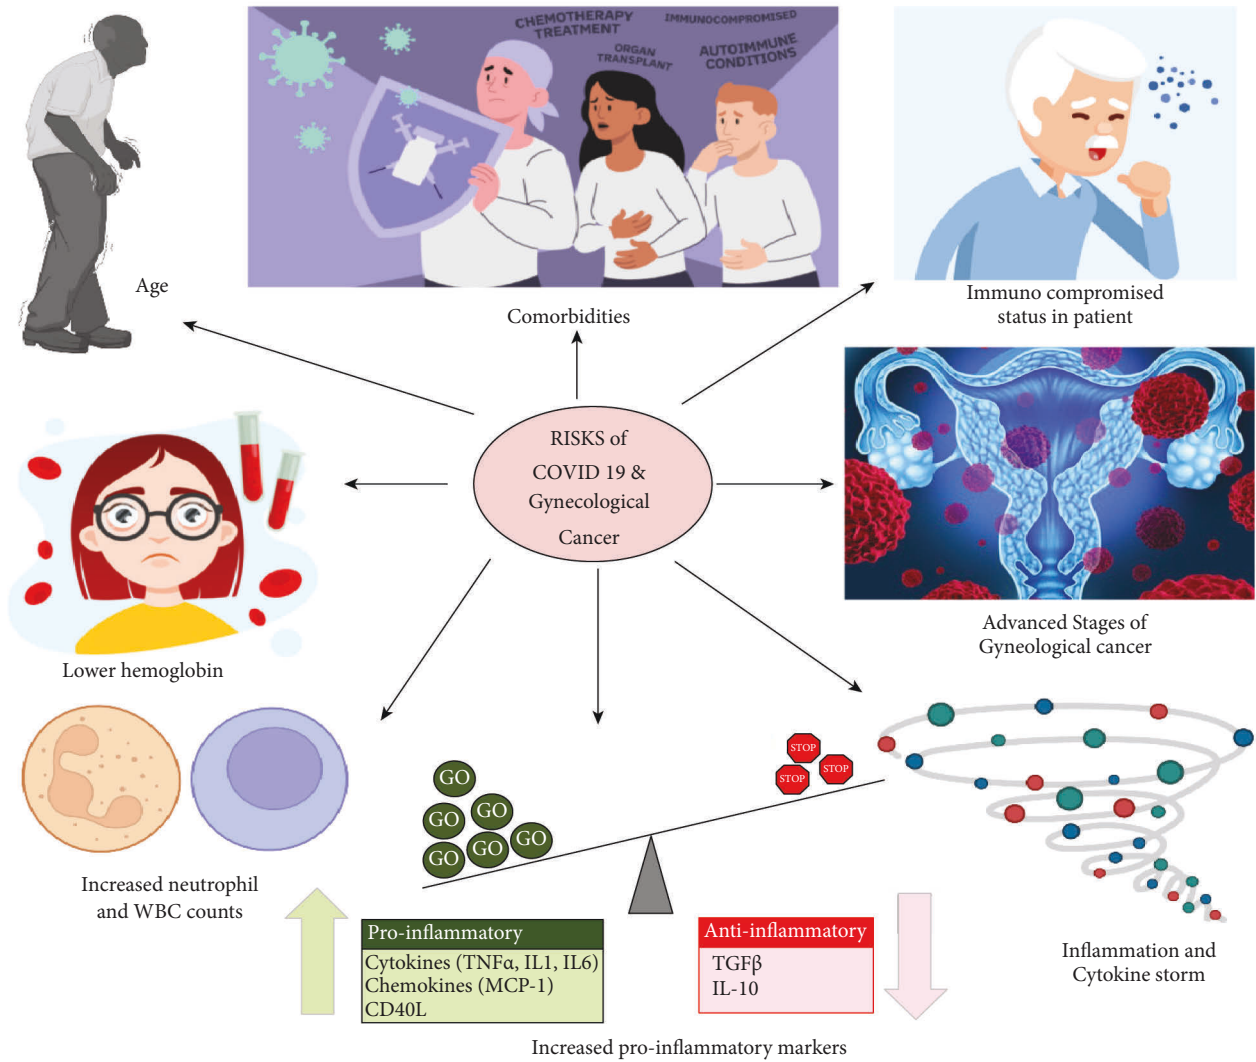 CHEMOTHERAPY
TREATMENT
IMMUNOCOMPROMISED
ORGAN
TRANSPLANT
AUTOIMMUNE
CONDITIONS
Age
Comorbidities
Immuno compromised
status in patient
RISKS of
COVID 19 &
Gynecological
Cancer
Lower hemoglobin
Advanced Stages of
Gyneological cancer
STOP
STOP
STOP
GO
GO
GO
GO
GO
GO
Increased neutrophil
and WBC counts
Pro-inflammatory
Cytokines (TNFα, IL1, IL6)
Chemokines (MCP-1)
CD40L
Anti-inflammatory
TGFβ
IL-10
Inflammation and
Cytokine storm
Increased pro-inflammatory markers